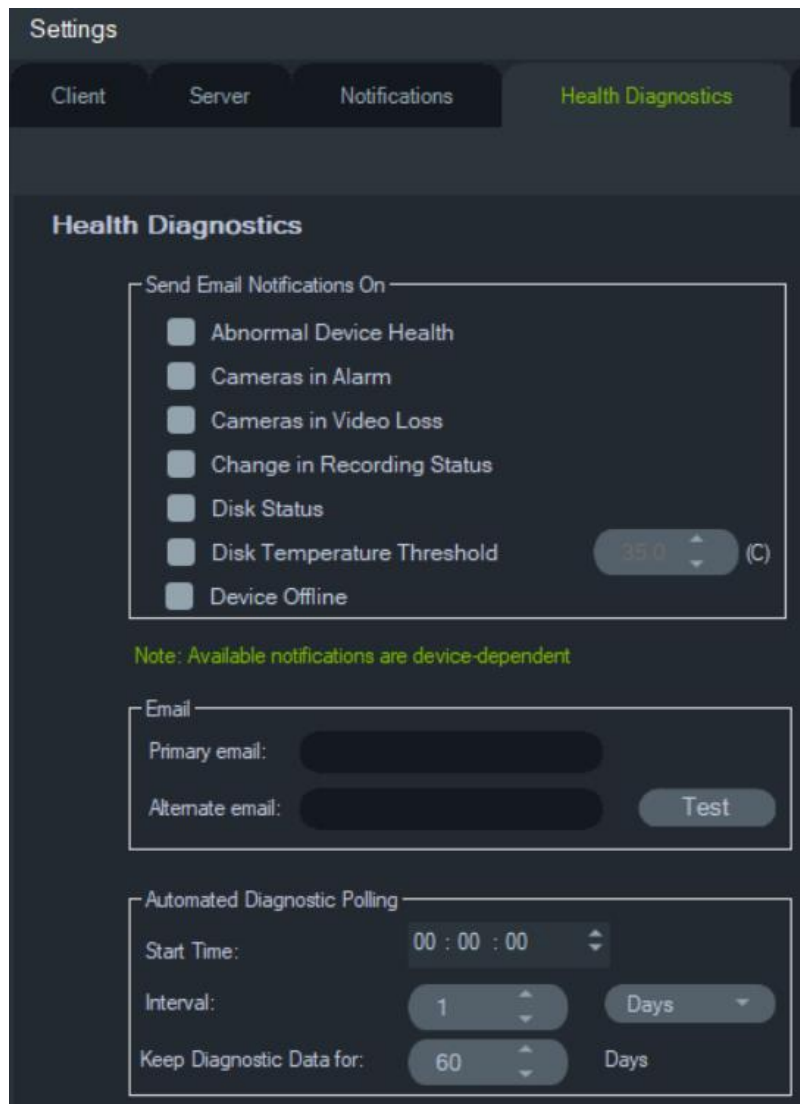 Settings
Client Server Notifications Health Diagnostics
Health Diagnostics
Send Email Notifications On
Abnormal Device Health
Cameras in Alarm
Cameras in Video Loss
Change in Recording Status
Disk Status
Disk Temperature Threshold 35.0 (C)
Device Offline
Note: Available notifications are device-dependent
Email
Primary email:
Alternate email: Test
Automated Diagnostic Polling
Start Time: 00 : 00 : 00
Interval: 1 Days
Keep Diagnostic Data for: 60 Days